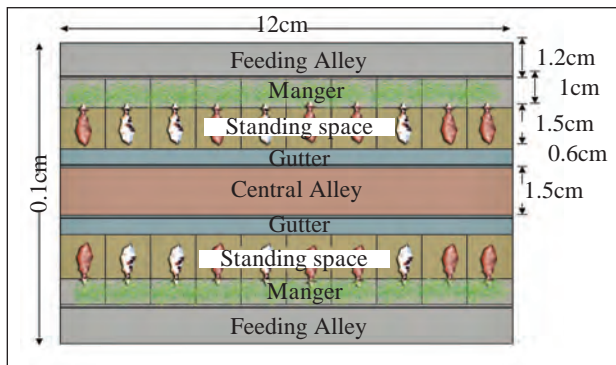 12cm
Feeding Alley
1.2cm
Manger
1cm
Standing space
1.5cm
Gutter
0.6cm
0.1cm
Central Alley
1.5cm
Gutter
Standing space
Manger
Feeding Alley